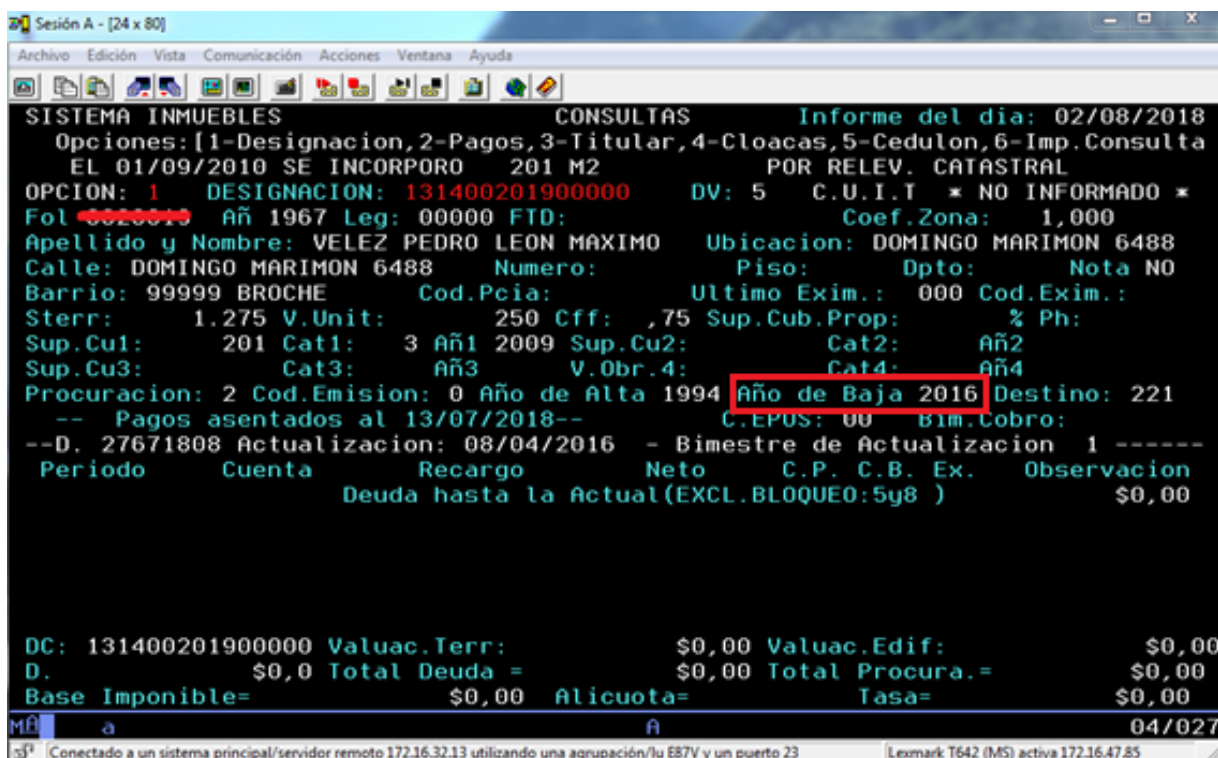 Sesión A - [24 x 80]
Archivo Edición Vista Comunicación Acciones Ventana Ayuda
SISTEMA INMUEBLES CONSULTAS Informe del dia: 02/08/2018
Opciones:[1-Designacion,2-Pagos,3-Titular,4-Cloacas,5-Cedulon,6-Imp.Consulta
EL 01/09/2010 SE INCORPORO 201 M2 POR RELEV. CATASTRAL
OPCION: 1 DESIGNACION: 131400201900000 DV: 5 C.U.I.T * NO INFORMADO *
Fol Añ 1967 Leg: 00000 FTD: Coef.Zona: 1,000
Apellido y Nombre: VELEZ PEDRO LEON MAXIMO Ubicacion: DOMINGO MARIMON 6488
Calle: DOMINGO MARIMON 6488 Numero: Piso: Dpto: Nota NO
Barrio: 99999 BROCHE Cod.Pcia: Ultimo Exim.: 000 Cod.Exim.:
Sterr: 1.275 V.Unit: 250 Cff: ,75 Sup.Cub.Prop: % Ph:
Sup.Cu1: 201 Cat1: 3 Añ1 2009 Sup.Cu2: Cat2: Añ2
Sup.Cu3: Cat3: Añ3 V.Obr.4: Cat4: Añ4
Procuracion: 2 Cod.Emision: 0 Año de Alta 1994 Año de Baja 2016 Destino: 221
-- Pagos asentados al 13/07/2018-- C.EPOS: 00 Bim.Cobro:
--D. 27671808 Actualizacion: 08/04/2016 - Bimestre de Actualizacion 1 ------
Periodo Cuenta Recargo Neto C.P. C.B. Ex. Observacion
Deuda hasta la Actual(EXCL.BLOQUEO:5y8 ) $0,00
DC: 131400201900000 Valuac.Terr: $0,00 Valuac.Edif: $0,00
D. $0,0 Total Deuda = $0,00 Total Procura.= $0,00
Base Imponible= $0,00 Alicuota= Tasa= $0,00
MA a A 04/027
Conectado a un sistema principal/servidor remoto 172.16.32.13 utilizando una agrupación/lu E87V y un puerto 23 Lexmark T642 (MS) activa 172.16.47.85